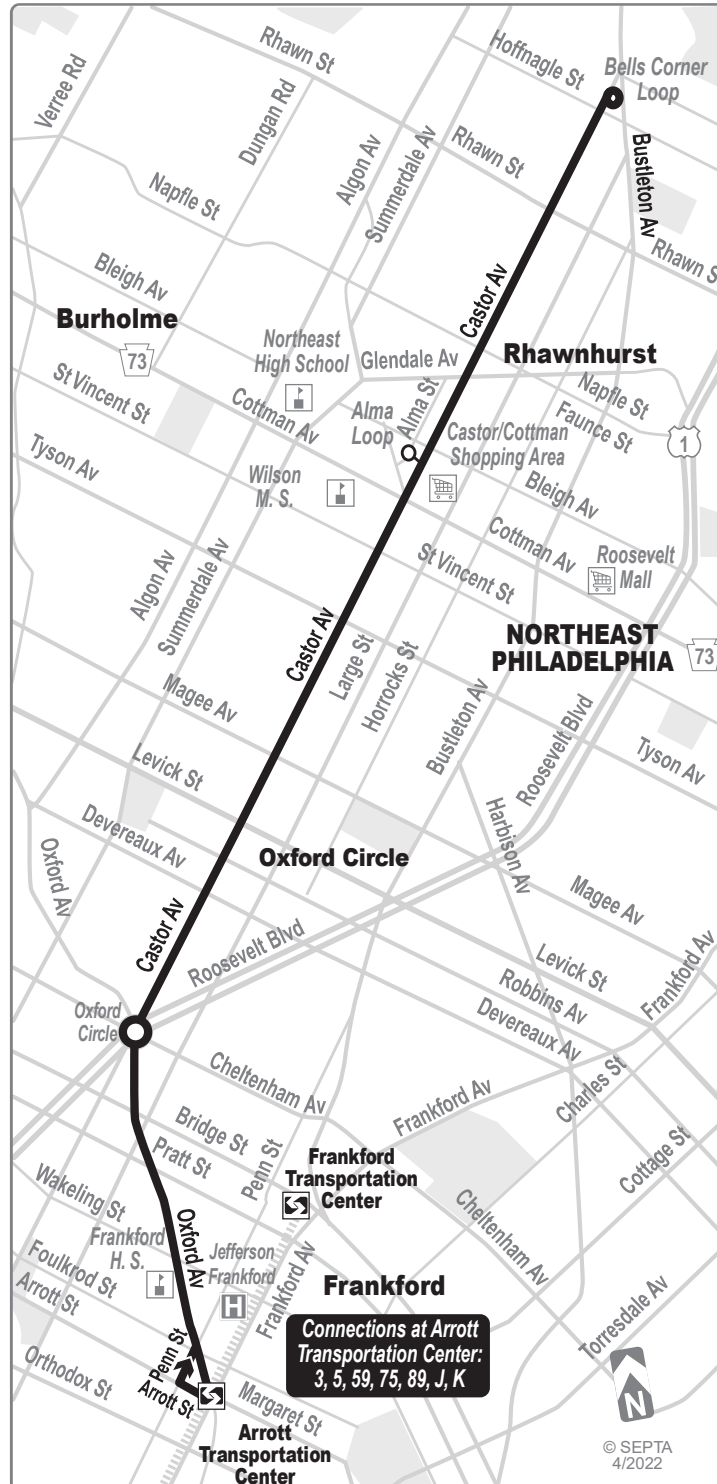 Hoffnagle St
Bells Corner
Loop
Rhawn St
Verree Rd
Dungan Rd
Algon Av
Summerdale Av
Rhawn St
Bustleton Av
Napfle St
Rhawn St
Bleigh Av
Castor Av
Burholme
73
Northeast
High School
Glendale Av
Rhawnhurst
St Vincent St
Cottman Av
Alma
Loop
Alma St
Napfle St
Faunce St
1
Castor/Cottman
Shopping Area
Tyson Av
Wilson
M. S.
Bleigh Av
Cottman Av
St Vincent St
Roosevelt
Mall
Algon Av
Summerdale Av
NORTHEAST
PHILADELPHIA
73
Castor Av
Large St
Horrocks St
Magee Av
Bustleton Av
Roosevelt Blvd
Tyson Av
Levick St
Harbison Av
Devereaux Av
Oxford Circle
Oxford Av
Magee Av
Castor Av
Roosevelt Blvd
Levick St
Frankford Av
Robbins Av
Devereaux Av
Oxford
Circle
Cheltenham Av
Charles St
Frankford Av
Bridge St
Pratt St
Penn St
Frankford
Transportation
Center
Cottage St
Wakeling St
Cheltenham Av
Frankford
H. S.
Oxford Av
Jefferson
Frankford
H
Frankford Av
Foulkrod St
Arrott St
Frankford
Torresdale Av
Connections at Arrott
Transportation Center:
3, 5, 59, 75, 89, J, K
Penn St
Arrott St
Orthodox St
Margaret St
N
Arrott
Transportation
Center
© SEPTA
4/2022